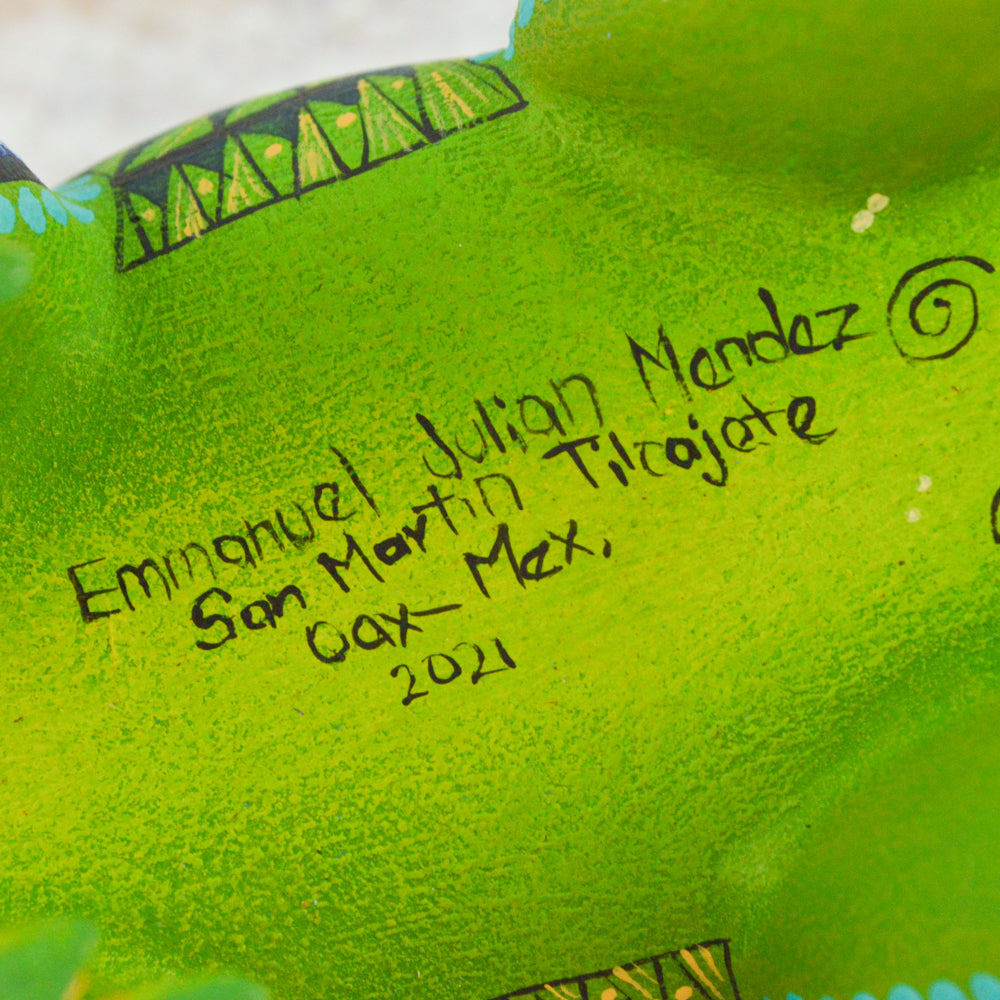 Emmanuel Julian Mendez
San Martin Tilcajete
Oax- Mex.
2021